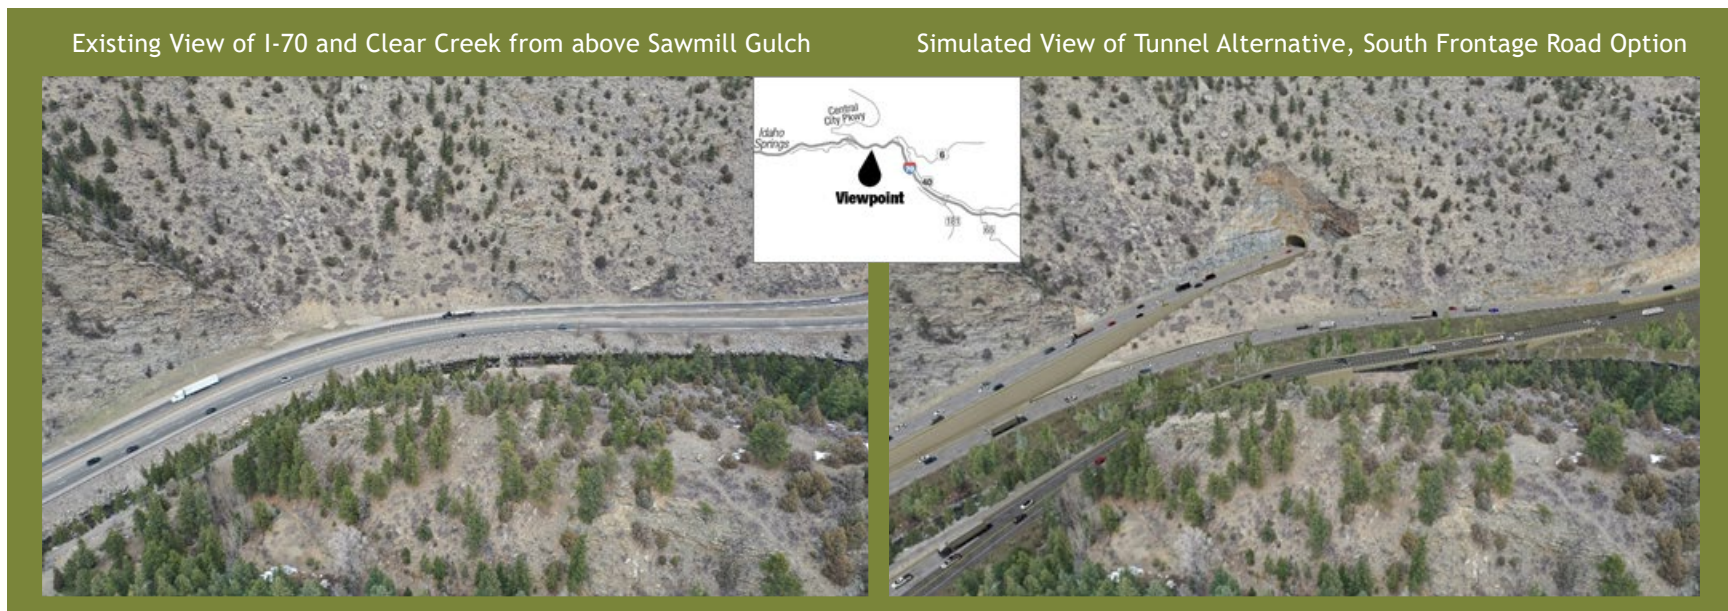 Existing View of I-70 and Clear Creek from above Sawmill Gulch
Simulated View of Tunnel Alternative, South Frontage Road Option
Central
City Pkwy
Idaho
Springs
6
70
40
Viewpoint
103
65